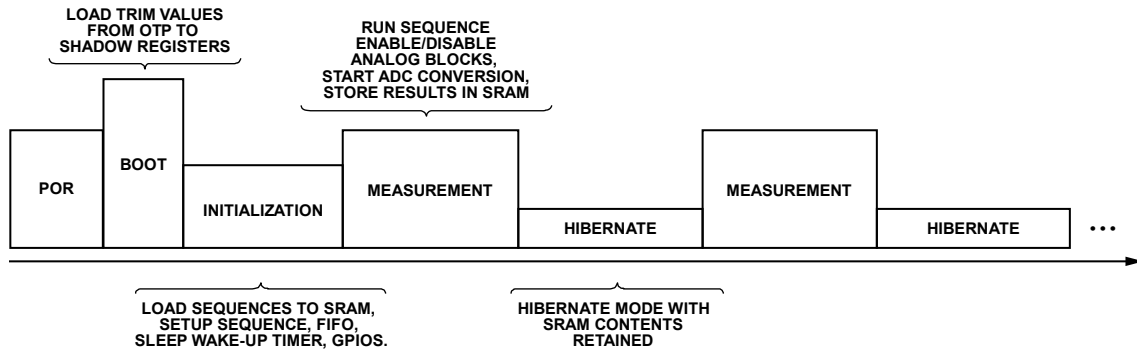 LOAD TRIM VALUES
FROM OTP TO
SHADOW REGISTERS
RUN SEQUENCE
ENABLE/DISABLE
ANALOG BLOCKS,
START ADC CONVERSION,
STORE RESULTS IN SRAM
POR
BOOT
INITIALIZATION
MEASUREMENT
HIBERNATE
MEASUREMENT
HIBERNATE
...
LOAD SEQUENCES TO SRAM,
SETUP SEQUENCE, FIFO,
SLEEP WAKE-UP TIMER, GPIOS.
HIBERNATE MODE WITH
SRAM CONTENTS
RETAINED